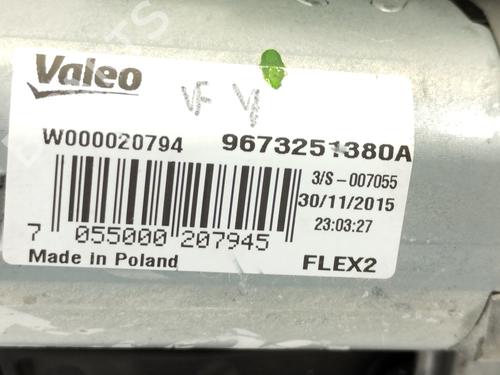 Valeo
VF
W000020794 9673251380A
3/S-007055
30/11/2015
23:03:27
7 055000 207945
Made in Poland FLEX2